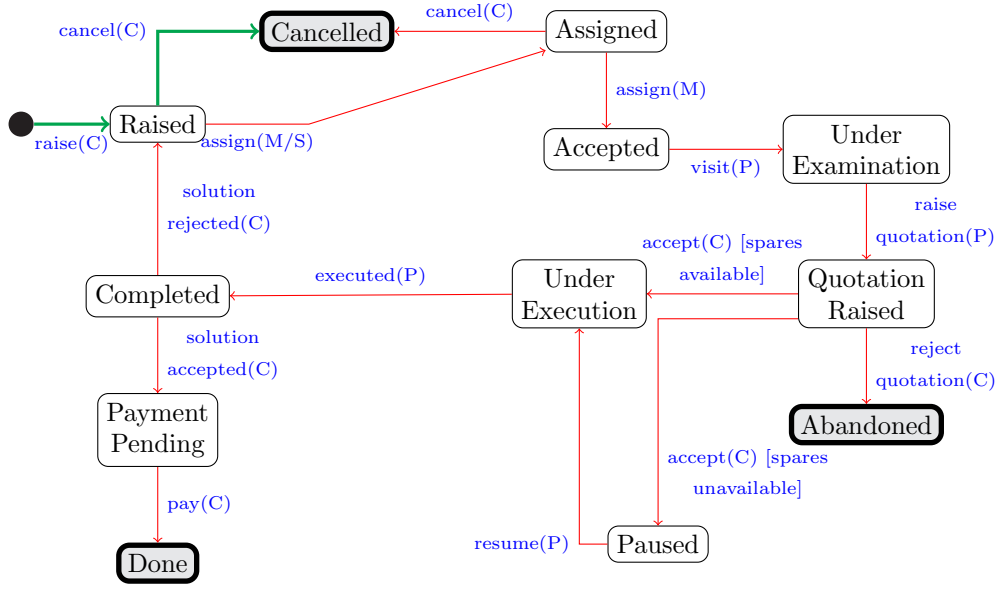 cancel(C)
Cancelled
cancel(C)
Assigned
assign(M)
raise(C)
Raised
assign(M/S)
Accepted
visit(P)
Under
Examination
solution
rejected(C)
raise
quotation(P)
accept(C) [spares
available]
Completed
executed(P)
Under
Execution
Quotation
Raised
solution
accepted(C)
reject
quotation(C)
Payment
Pending
Abandoned
accept(C) [spares
unavailable]
pay(C)
resume(P)
Paused
Done